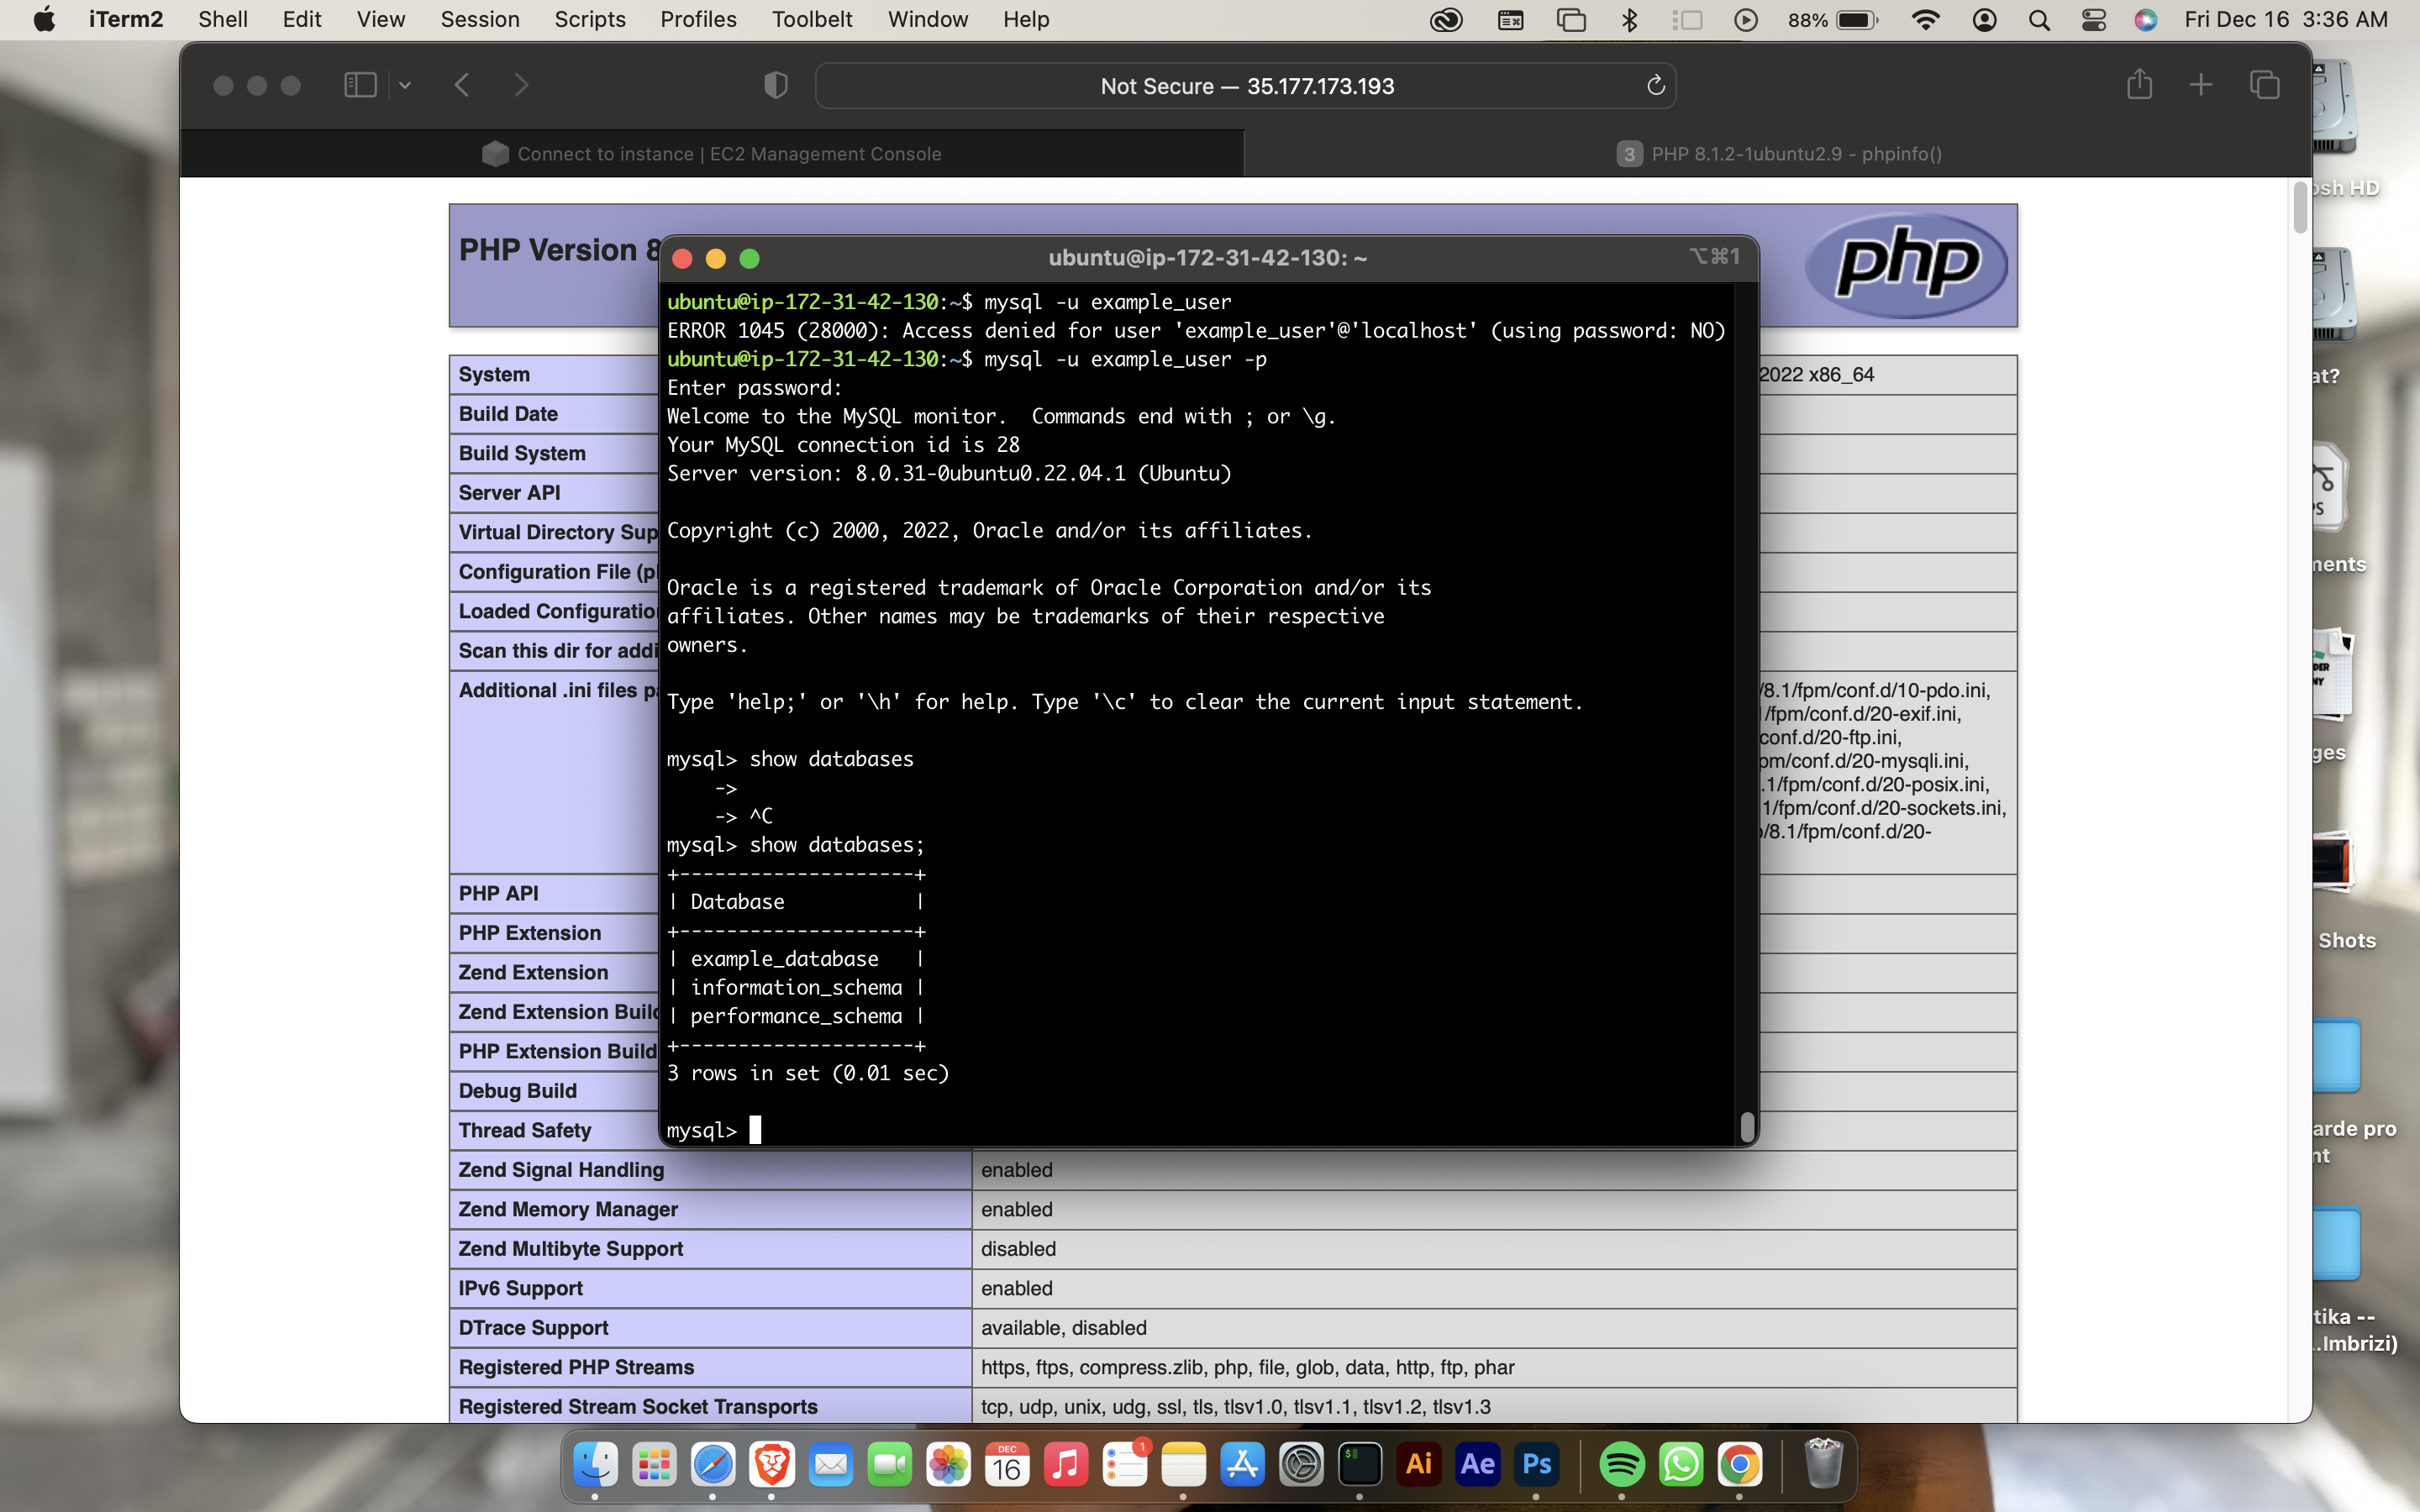 iTerm2 Shell Edit View Session Scripts Profiles Toolbelt Window Help 88% Fri Dec 16 3:36 AM
Not Secure — 35.177.173.193
Connect to instance | EC2 Management Console
3 PHP 8.1.2-1ubuntu2.9 - phpinfo()
PHP Version 8
php
ubuntu@ip-172-31-42-130: ~ ⌥⌘1
ubuntu@ip-172-31-42-130:~$ mysql -u example_user
ERROR 1045 (28000): Access denied for user 'example_user'@'localhost' (using password: NO)
ubuntu@ip-172-31-42-130:~$ mysql -u example_user -p
Enter password:
Welcome to the MySQL monitor.  Commands end with ; or \g.
Your MySQL connection id is 28
Server version: 8.0.31-0ubuntu0.22.04.1 (Ubuntu)
Copyright (c) 2000, 2022, Oracle and/or its affiliates.
Oracle is a registered trademark of Oracle Corporation and/or its
affiliates. Other names may be trademarks of their respective
owners.
Type 'help;' or '\h' for help. Type '\c' to clear the current input statement.
mysql> show databases
    ->
    -> ^C
mysql> show databases;
+--------------------+
| Database           |
+--------------------+
| example_database   |
| information_schema |
| performance_schema |
+--------------------+
3 rows in set (0.01 sec)
mysql>
System
2022 x86_64
Build Date
Build System
Server API
Virtual Directory Sup
Configuration File (p
Loaded Configuratio
Scan this dir for addi
Additional .ini files p
/8.1/fpm/conf.d/10-pdo.ini,
/fpm/conf.d/20-exif.ini,
conf.d/20-ftp.ini,
pm/conf.d/20-mysqli.ini,
.1/fpm/conf.d/20-posix.ini,
1/fpm/conf.d/20-sockets.ini,
/8.1/fpm/conf.d/20-
PHP API
PHP Extension
Zend Extension
Zend Extension Build
PHP Extension Build
Debug Build
Thread Safety
Zend Signal Handling enabled
Zend Memory Manager enabled
Zend Multibyte Support disabled
IPv6 Support enabled
DTrace Support available, disabled
Registered PHP Streams https, ftps, compress.zlib, php, file, glob, data, http, ftp, phar
Registered Stream Socket Transports tcp, udp, unix, udg, ssl, tls, tlsv1.0, tlsv1.1, tlsv1.2, tlsv1.3
osh HD
at?
PS
ments
DER
NY
ges
Shots
arde pro
nt
tika --
..Imbrizi)
DEC
16
1
$
Ai
Ae
Ps